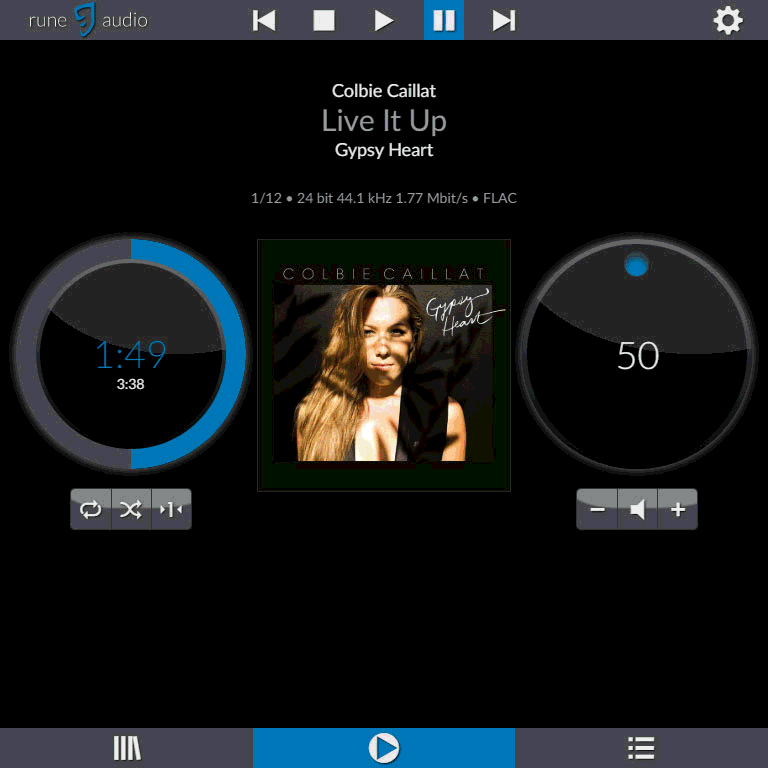 rune audio
Colbie Caillat
Live It Up
Gypsy Heart
1/12 • 24 bit 44.1 kHz 1.77 Mbit/s • FLAC
COLBIE CAILLAT
Gypsy
Heart
1:49
3:38
50
1